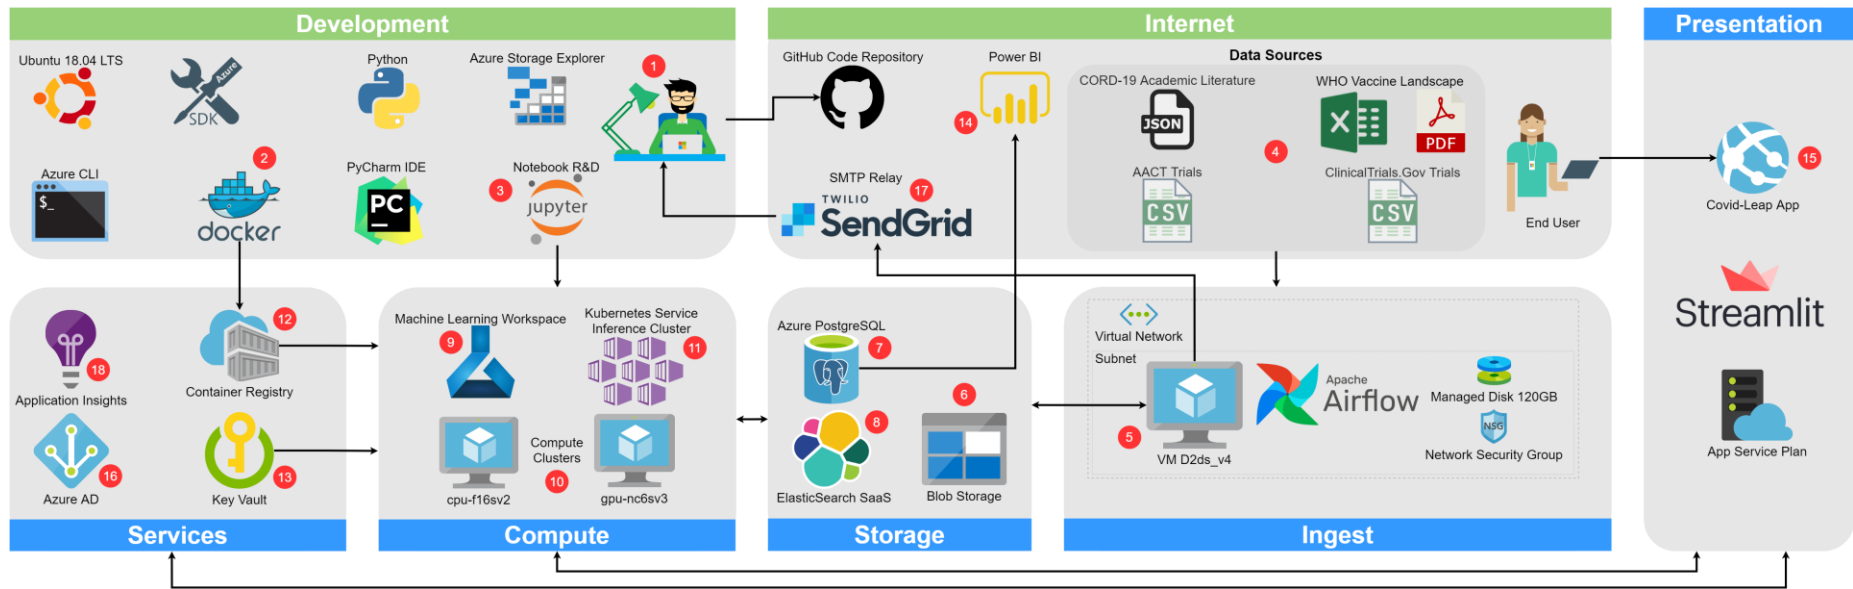 Development
Internet
Presentation
Ubuntu 18.04 LTS
Azure
SDK
Python
Azure Storage Explorer
1
GitHub Code Repository
Power BI
14
Data Sources
CORD-19 Academic Literature
JSON
WHO Vaccine Landscape
X
PDF
4
AACT Trials
CSV
ClinicalTrials.Gov Trials
CSV
End User
15
Covid-Leap App
Azure CLI
$_
2
docker
PyCharm IDE
PC
3
Notebook R&D
jupyter
SMTP Relay
17
TWILIO
SendGrid
Streamlit
App Service Plan
18
Application Insights
12
Container Registry
16
Azure AD
13
Key Vault
Machine Learning Workspace
9
Kubernetes Service
Inference Cluster
11
cpu-f16sv2
Compute
Clusters
10
gpu-nc6sv3
Azure PostgreSQL
7
8
ElasticSearch SaaS
6
Blob Storage
Virtual Network
Subnet
5
VM D2ds_v4
Apache
Airflow
Managed Disk 120GB
NSG
Network Security Group
Services
Compute
Storage
Ingest